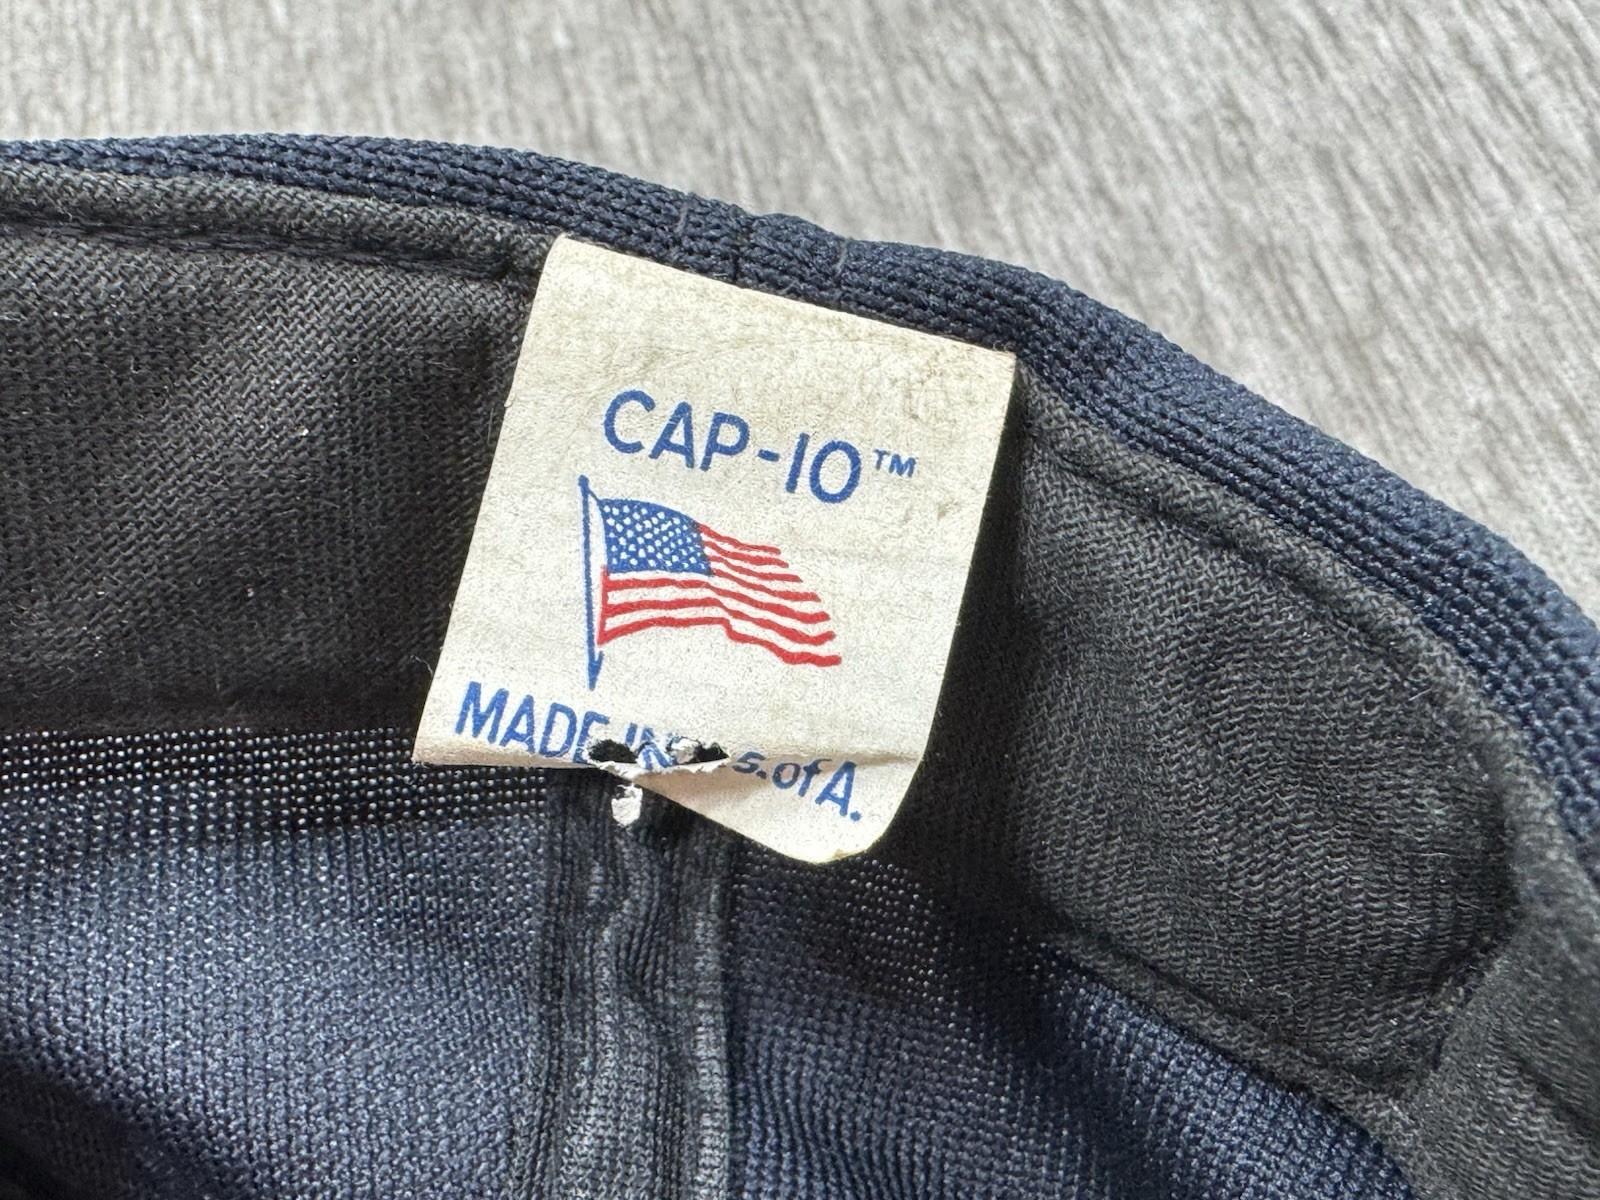 CAP-10™
MADE IN S. of A.